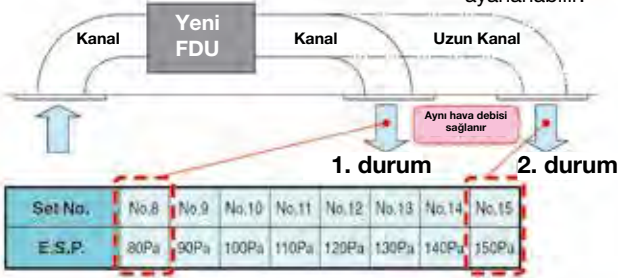 ayarlanabilir.
Yeni
FDU
Kanal
Kanal
Uzun Kanal
Aynı hava debisi
sağlanır
1. durum
2. durum
Set No. No.8 No.9 No.10 No.11 No.12 No.13 No.14 No.15
E.S.P. 80Pa 90Pa 100Pa 110Pa 120Pa 130Pa 140Pa 150Pa